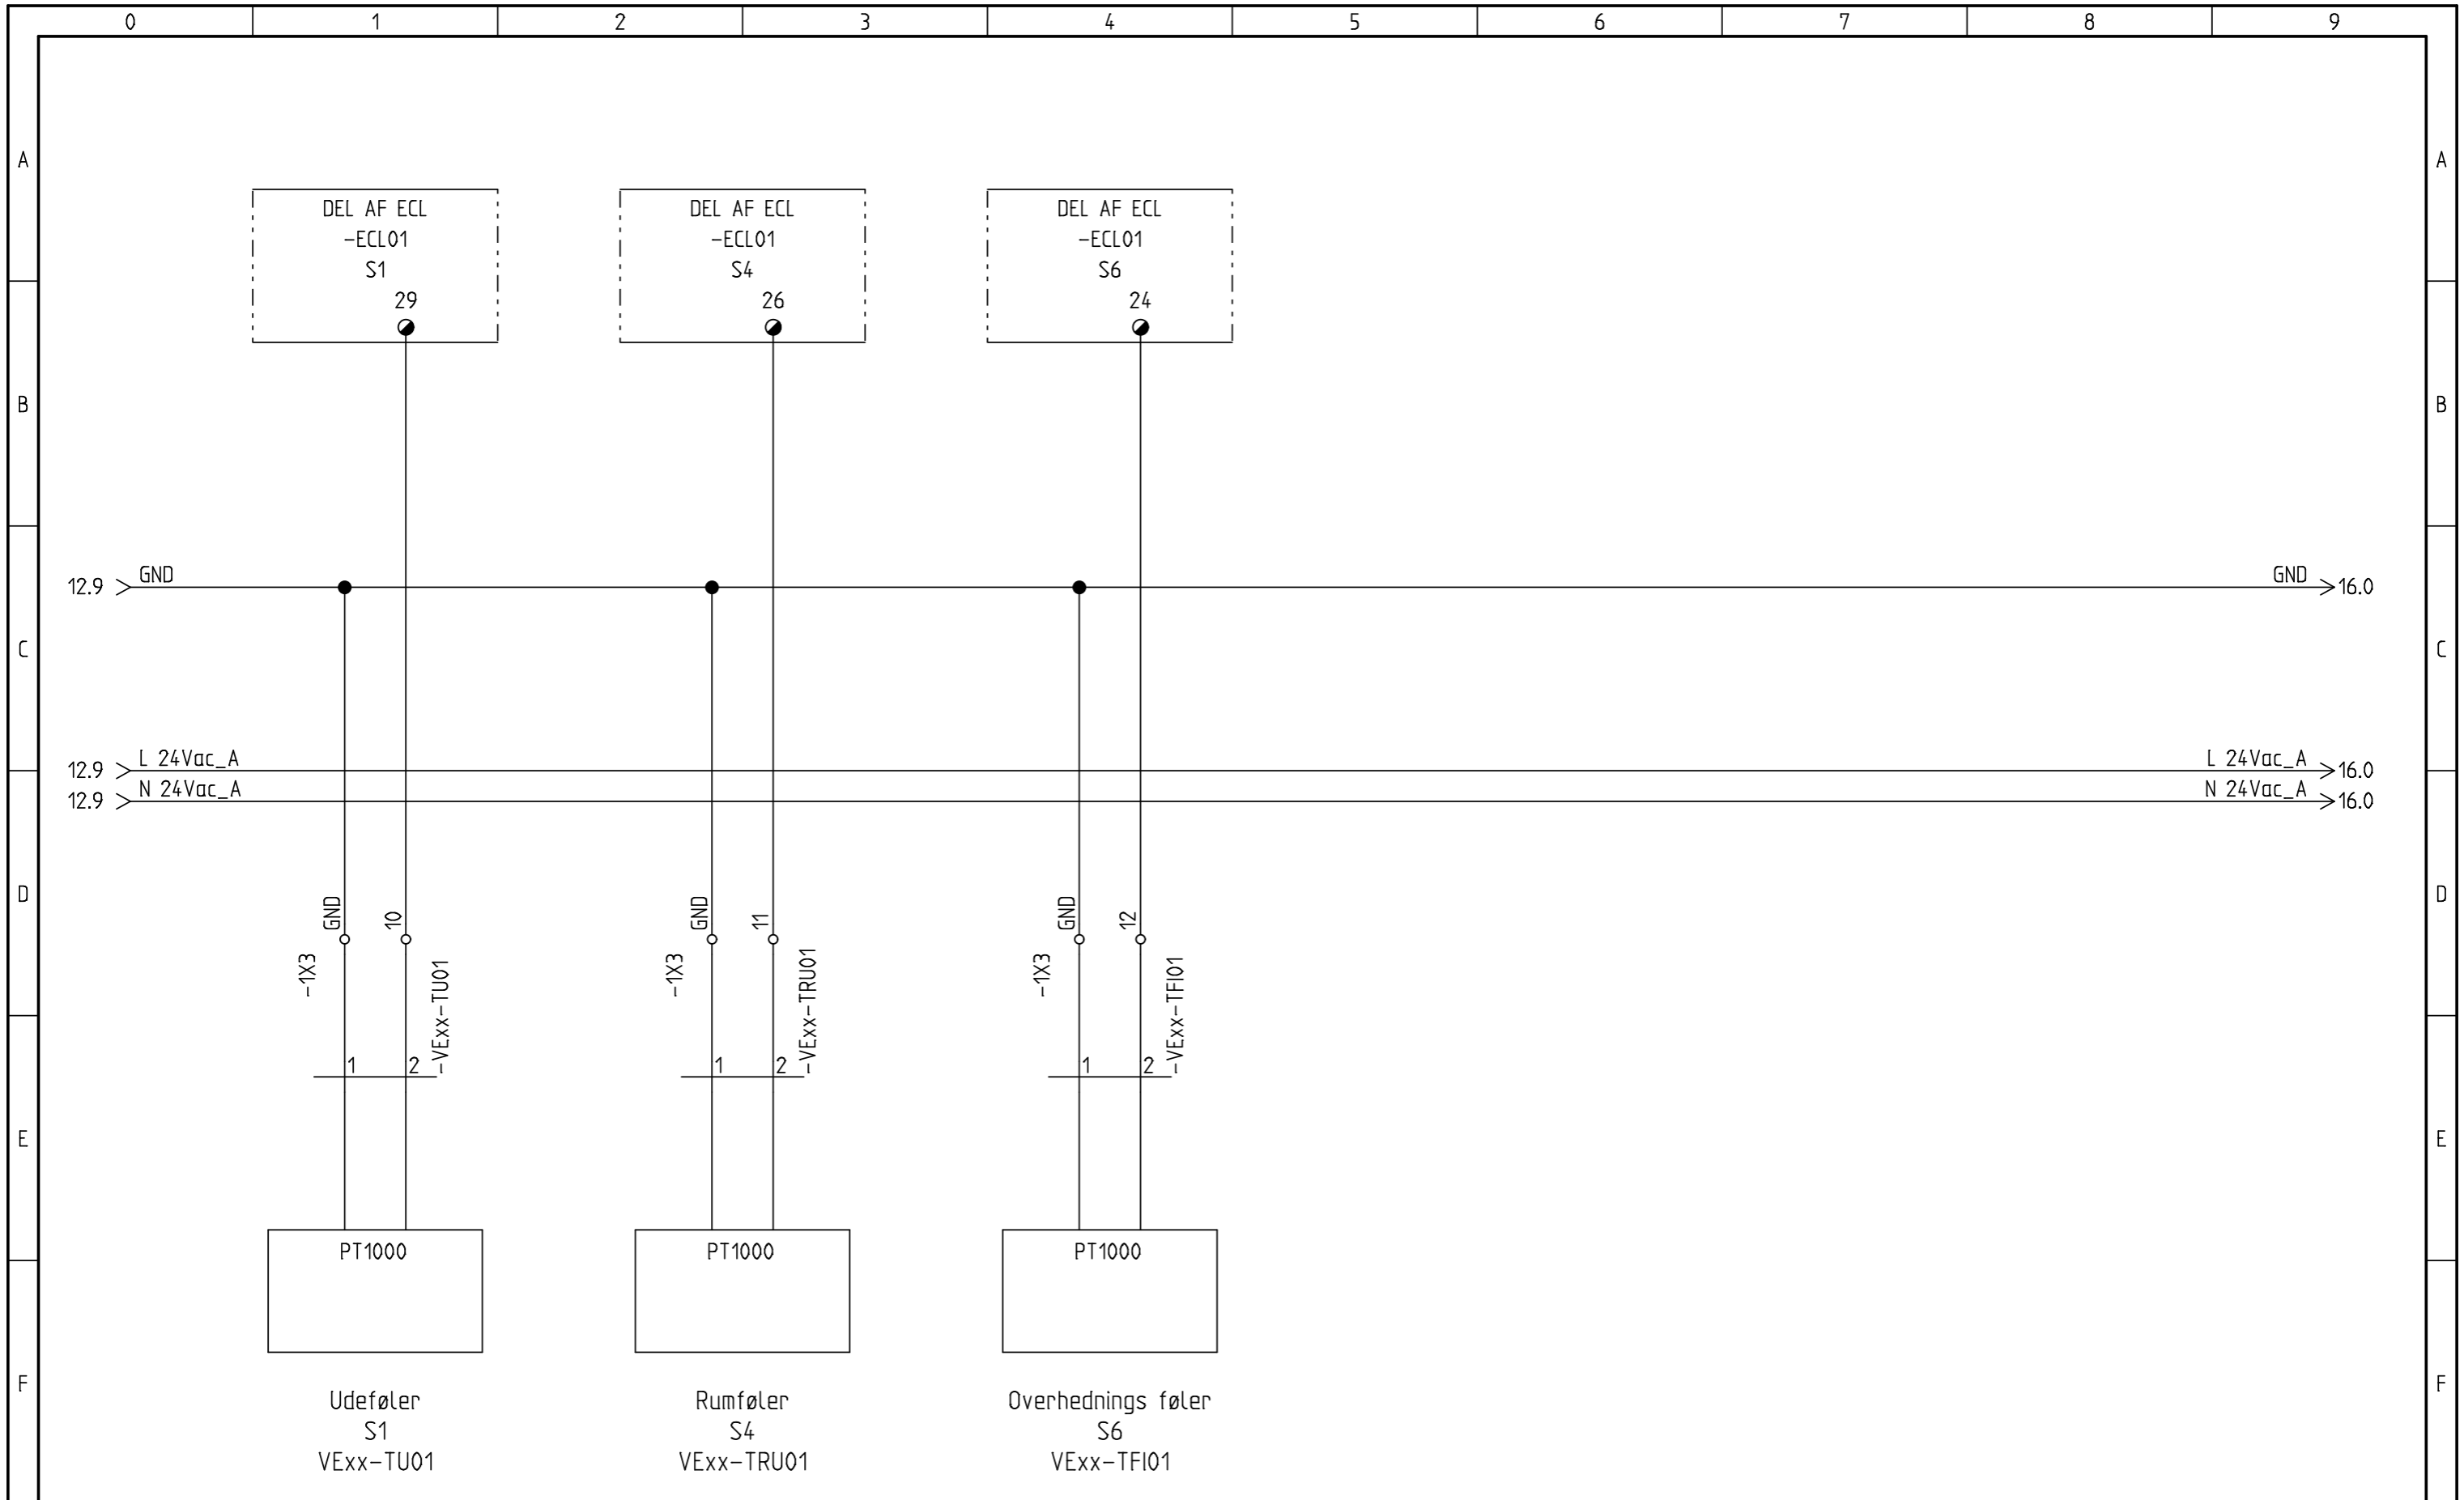 0 1 2 3 4 5 6 7 8 9
A A
DEL AF ECL DEL AF ECL DEL AF ECL
-ECL01 -ECL01 -ECL01
S1 S4 S6
29 26 24
B B
GND GND
12.9 16.0
C C
L 24Vac_A L 24Vac_A
12.9 16.0
N 24Vac_A N 24Vac_A
12.9 16.0
D D
GND 10 GND 11 GND 12
-1X3 -VExx-TU01 -1X3 -VExx-TRU01 -1X3 -VExx-TFI01
1 2 1 2 1 2
E E
PT1000 PT1000 PT1000
F F
Udeføler Rumføler Overhednings føler
S1 S4 S6
VExx-TU01 VExx-TRU01 VExx-TFI01